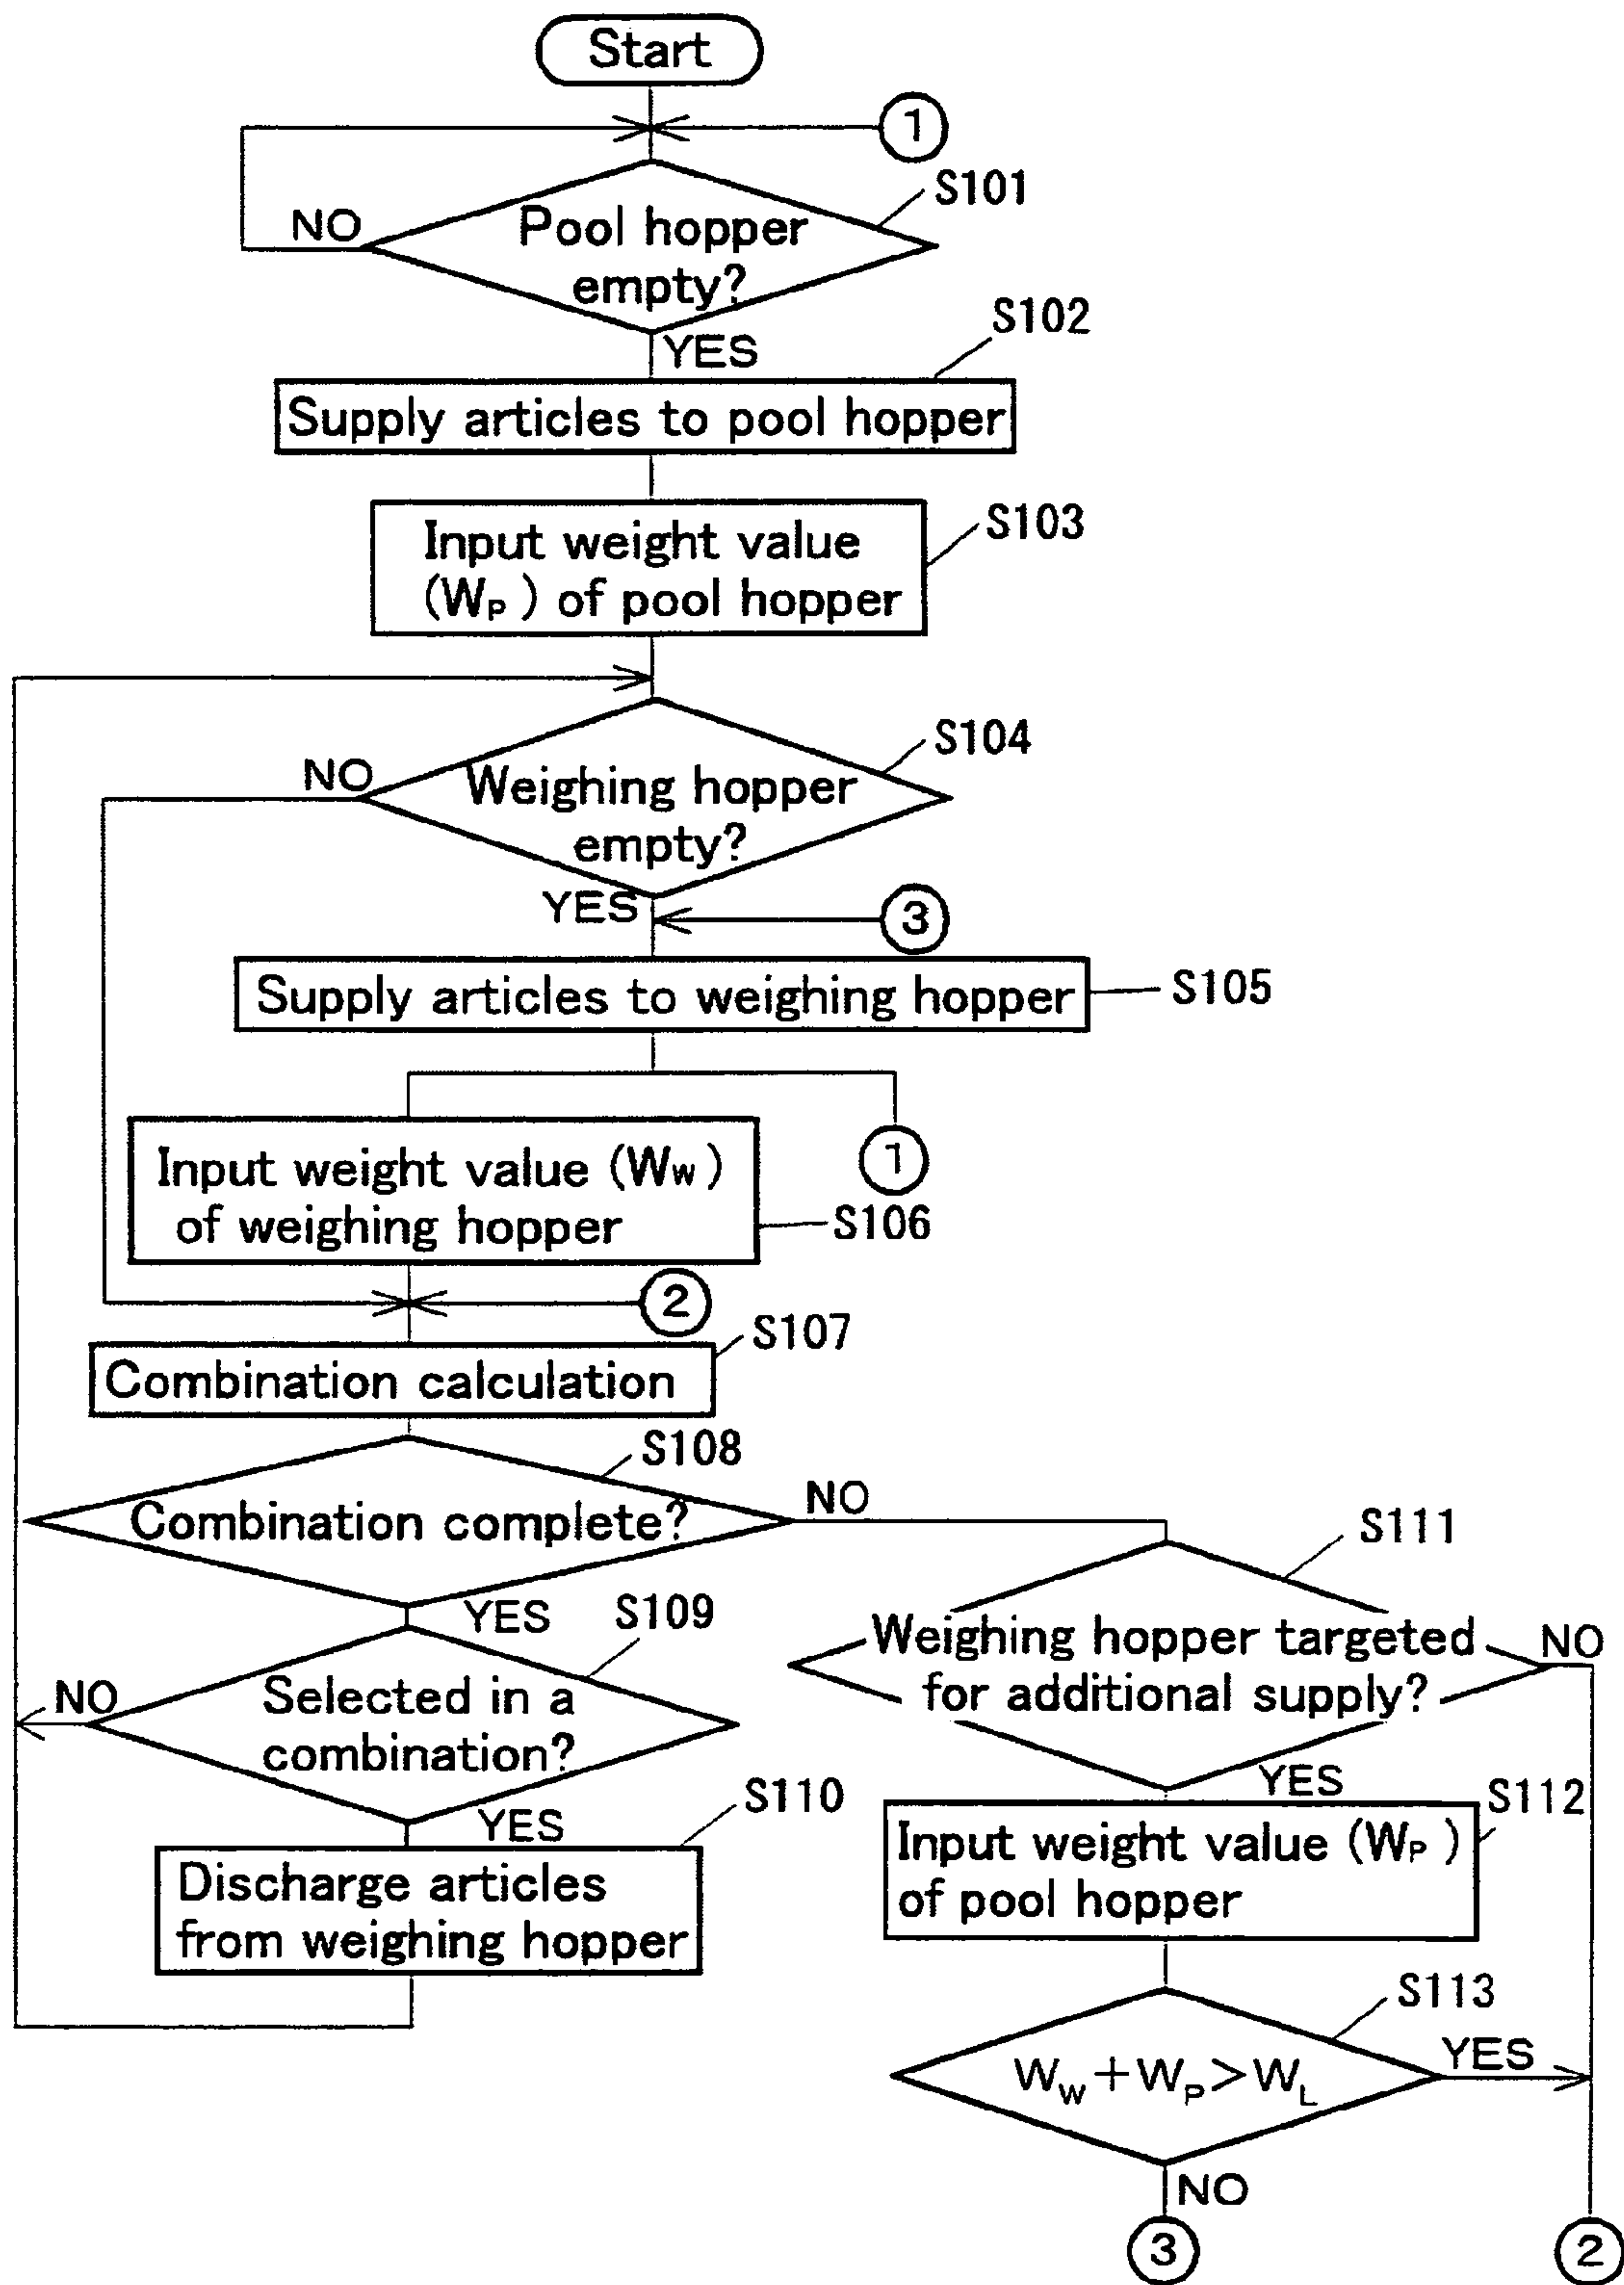 Start
1
S101
NO
Pool hopper
empty?
YES
S102
Supply articles to pool hopper
S103
Input weight value
(WP) of pool hopper
S104
NO
Weighing hopper
empty?
YES
3
Supply articles to weighing hopper
S105
Input weight value (WW)
of weighing hopper
1
S106
2
S107
Combination calculation
S108
Combination complete?
NO
YES
S109
NO
Selected in a
combination?
YES
S110
Discharge articles
from weighing hopper
S111
Weighing hopper targeted
for additional supply?
NO
YES
S112
Input weight value (WP)
of pool hopper
S113
WW+WP>WL
YES
NO
3
2